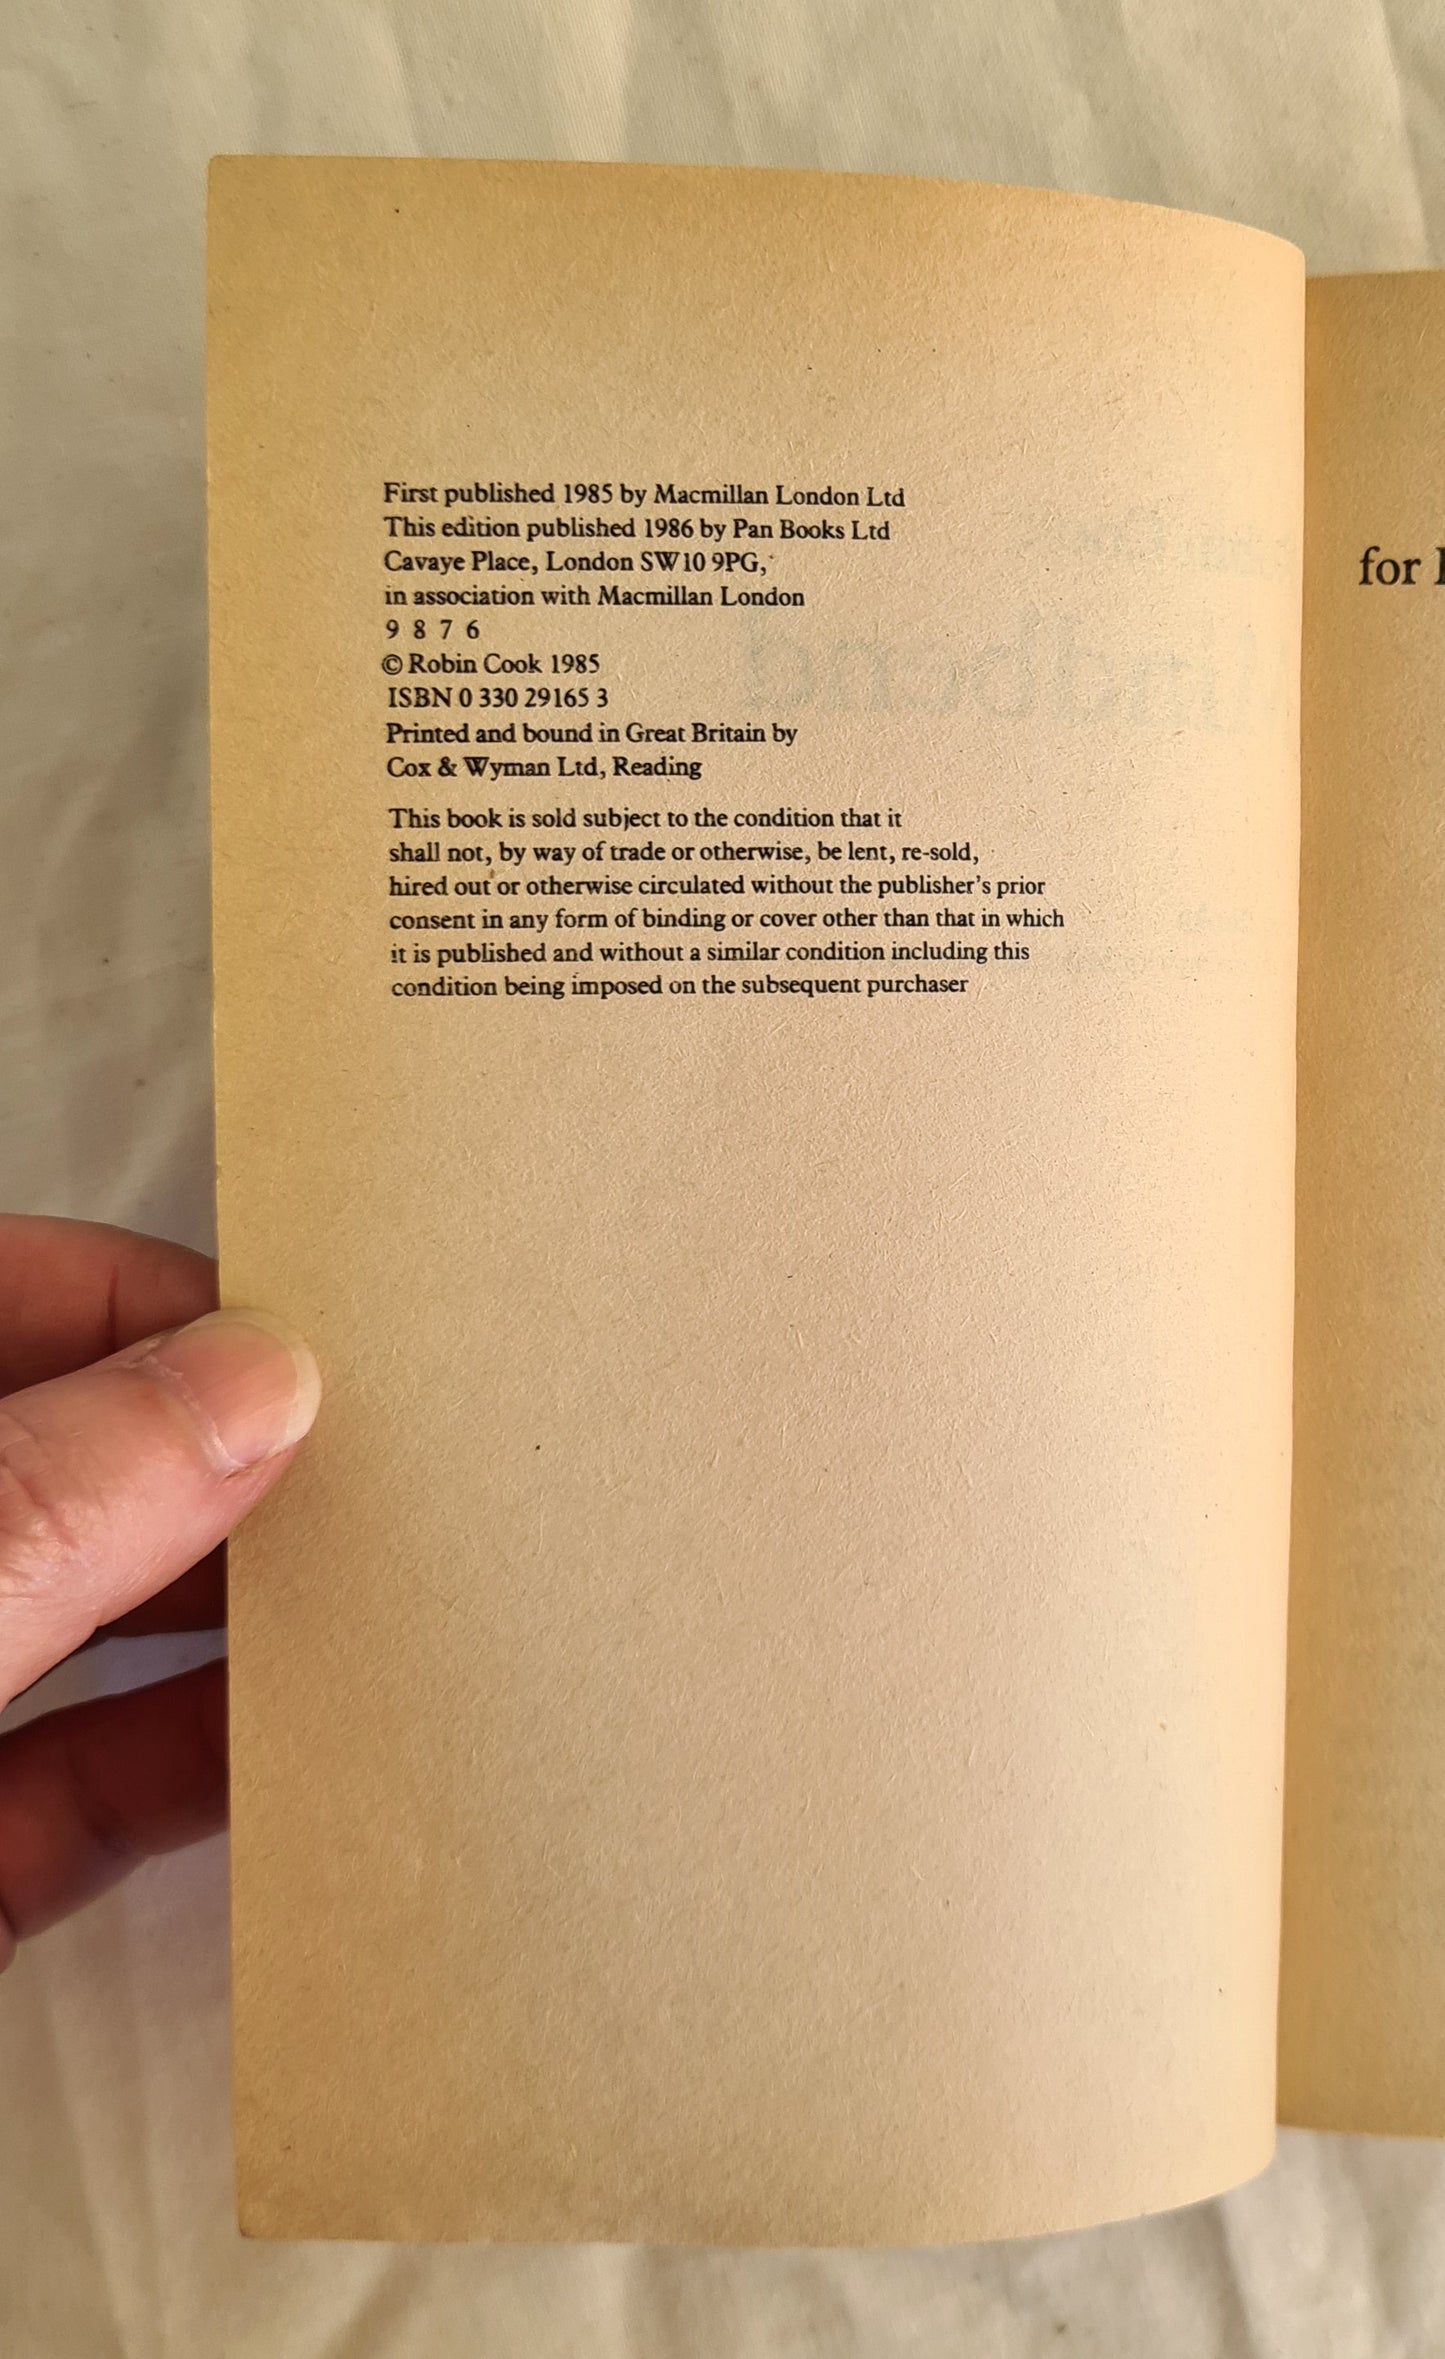 First published 1985 by Macmillan London Ltd
This edition published 1986 by Pan Books Ltd
Cavaye Place, London SW10 9PG,
in association with Macmillan London
9 8 7 6
© Robin Cook 1985
ISBN 0 330 29165 3
Printed and bound in Great Britain by
Cox & Wyman Ltd, Reading
This book is sold subject to the condition that it
shall not, by way of trade or otherwise, be lent, re-sold,
hired out or otherwise circulated without the publisher's prior
consent in any form of binding or cover other than that in which
it is published and without a similar condition including this
condition being imposed on the subsequent purchaser
for